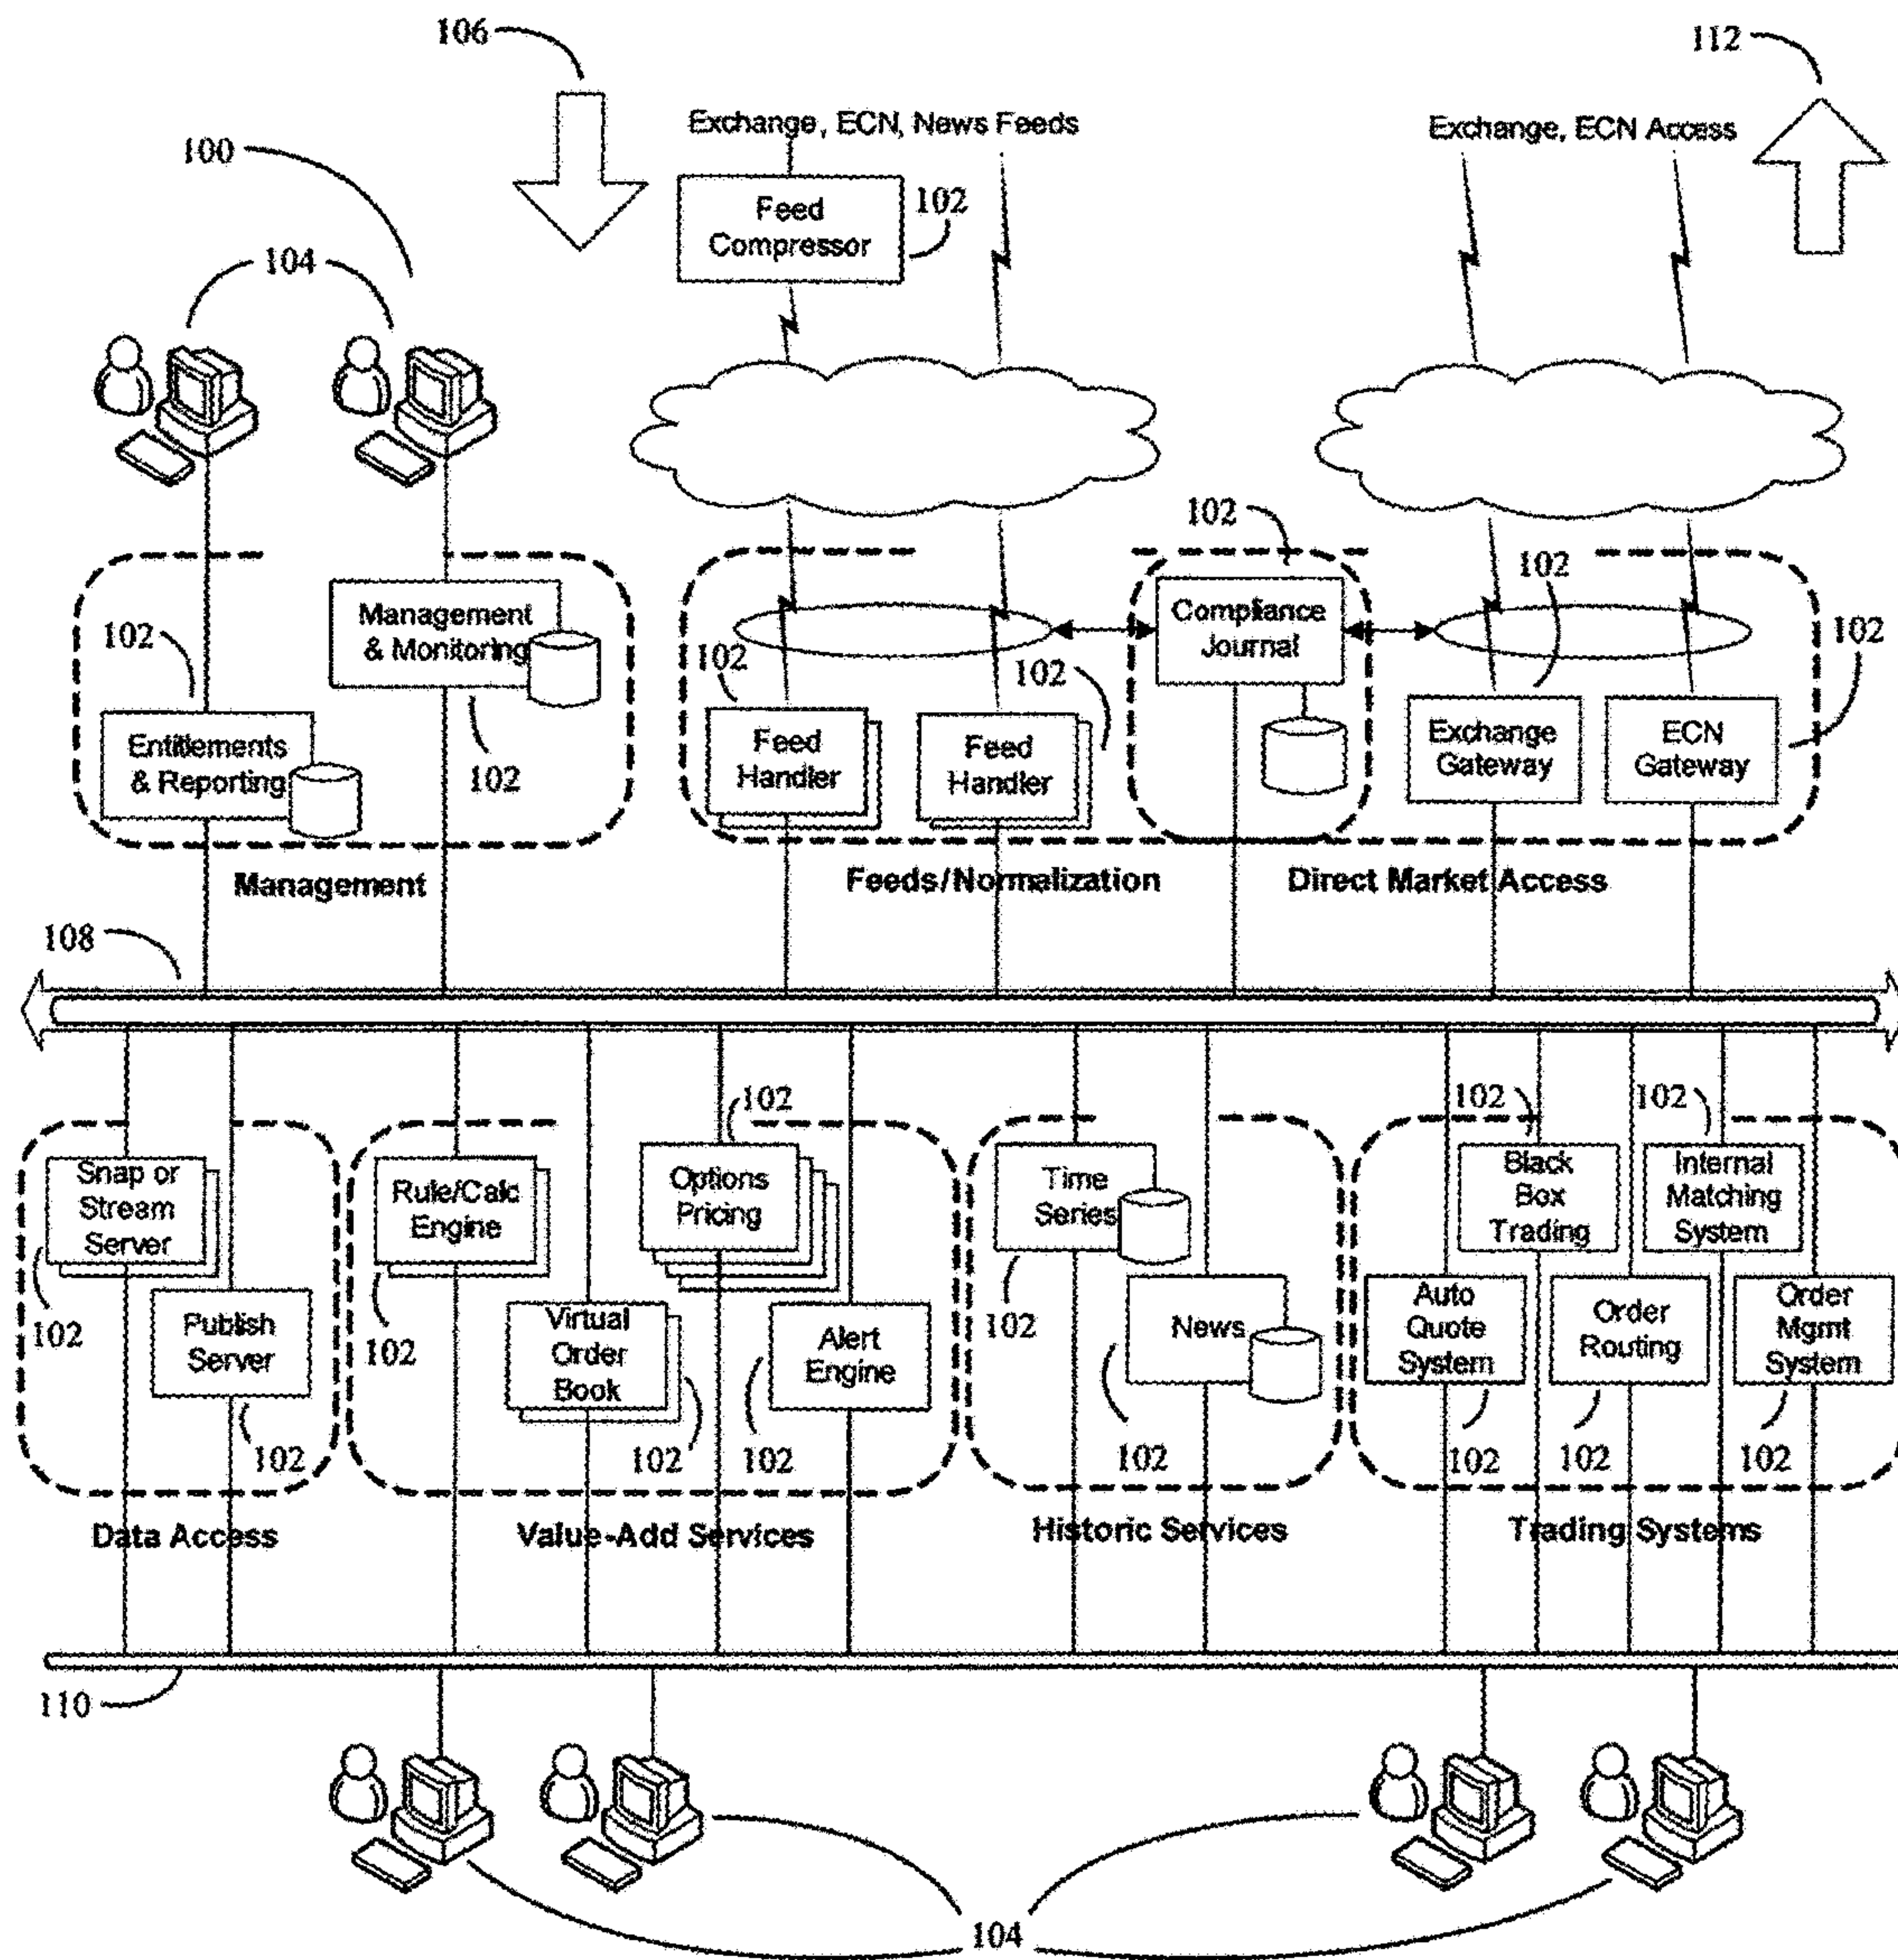 106
112
Exchange, ECN, News Feeds
Exchange, ECN Access
100
Feed
Compressor
102
104
102
Management
& Monitoring
102
102
Compliance
Journal
102
102
102
102
Entitlements
& Reporting
102
Feed
Handler
Feed
Handler
Exchange
Gateway
ECN
Gateway
Management
Feeds/Normalization
Direct Market Access
108
102
102
102
Snap or
Stream
Server
Rule/Calc
Engine
Options
Pricing
Time
Series
Black
Box
Trading
Internal
Matching
System
102
102
102
Publish
Server
Virtual
Order
Book
Alert
Engine
News
Auto
Quote
System
Order
Routing
Order
Mgmt
System
102
102
102
102
102
102
102
Data Access
Value-Add Services
Historic Services
Trading Systems
110
104